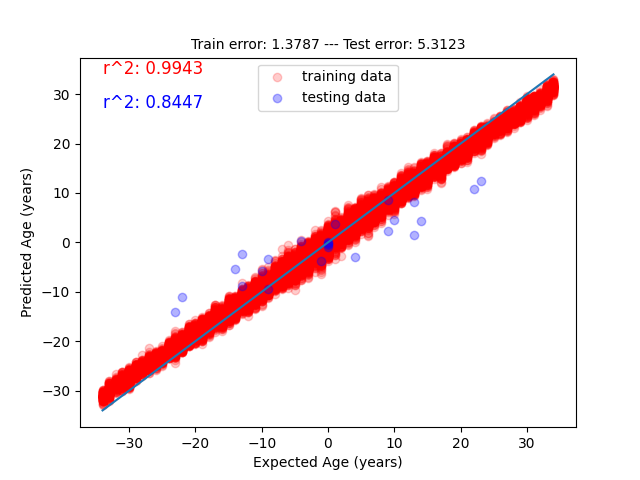 Train error: 1.3787 --- Test error: 5.3123
r^2: 0.9943
r^2: 0.8447
training data
testing data
Predicted Age (years)
30
20
10
0
−10
−20
−30
−30
−20
−10
0
10
20
30
Expected Age (years)